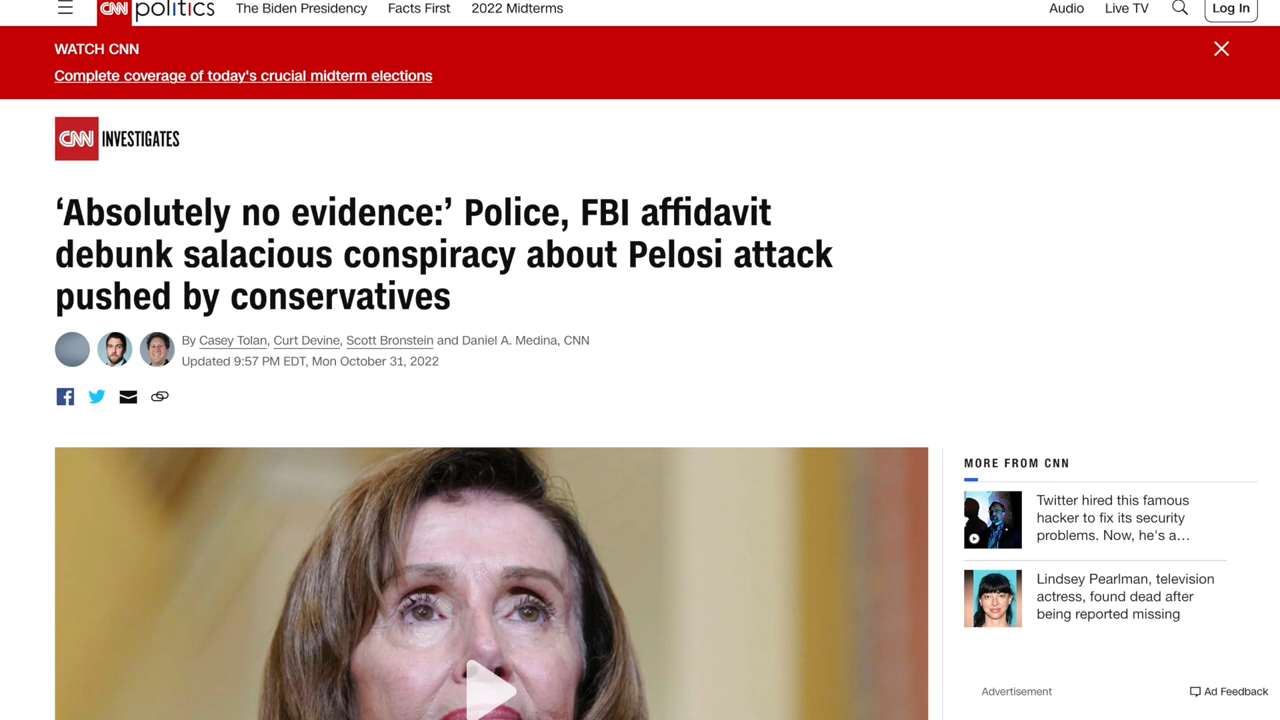 CNN politics The Biden Presidency Facts First 2022 Midterms Audio Live TV Log In
WATCH CNN
Complete coverage of today's crucial midterm elections
CNN INVESTIGATES
‘Absolutely no evidence:’ Police, FBI affidavit
debunk salacious conspiracy about Pelosi attack
pushed by conservatives
By Casey Tolan, Curt Devine, Scott Bronstein and Daniel A. Medina, CNN
Updated 9:57 PM EDT, Mon October 31, 2022
MORE FROM CNN
Twitter hired this famous
hacker to fix its security
problems. Now, he's a…
Lindsey Pearlman, television
actress, found dead after
being reported missing
Advertisement
Ad Feedback